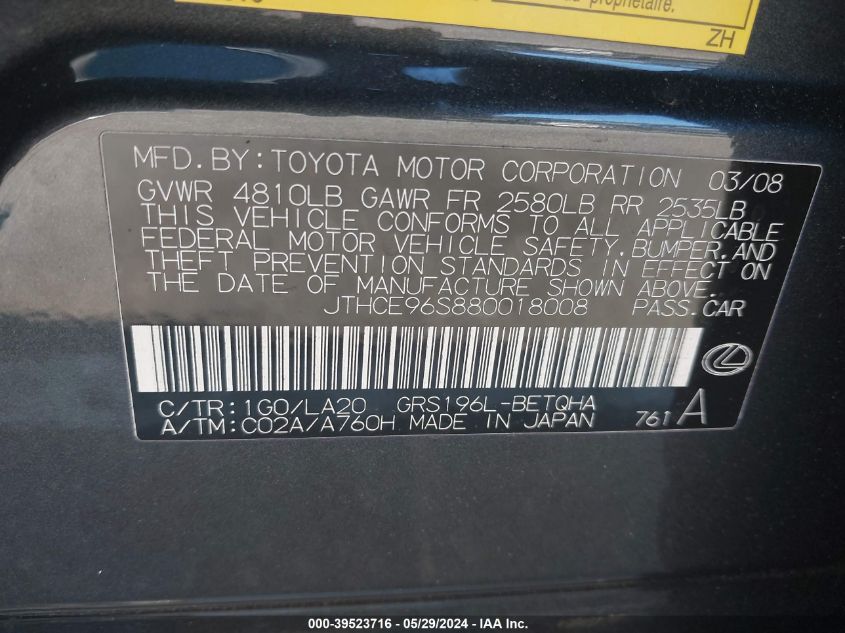 propriétaire.
ZH
MFD. BY: TOYOTA MOTOR CORPORATION 03/08
GVWR 4810LB GAWR FR 2580LB RR 2535LB
THIS VEHICLE CONFORMS TO ALL APPLICABLE
FEDERAL MOTOR VEHICLE SAFETY, BUMPER, AND
THEFT PREVENTION STANDARDS IN EFFECT ON
THE DATE OF MANUFACTURE SHOWN ABOVE.
JTHCE96S880018008 PASS. CAR
C/TR: 1G0/LA20 GRS196L-BETQHA
A/TM: C02A/A760H MADE IN JAPAN 761 A
000-39523716 - 05/29/2024 - IAA Inc.